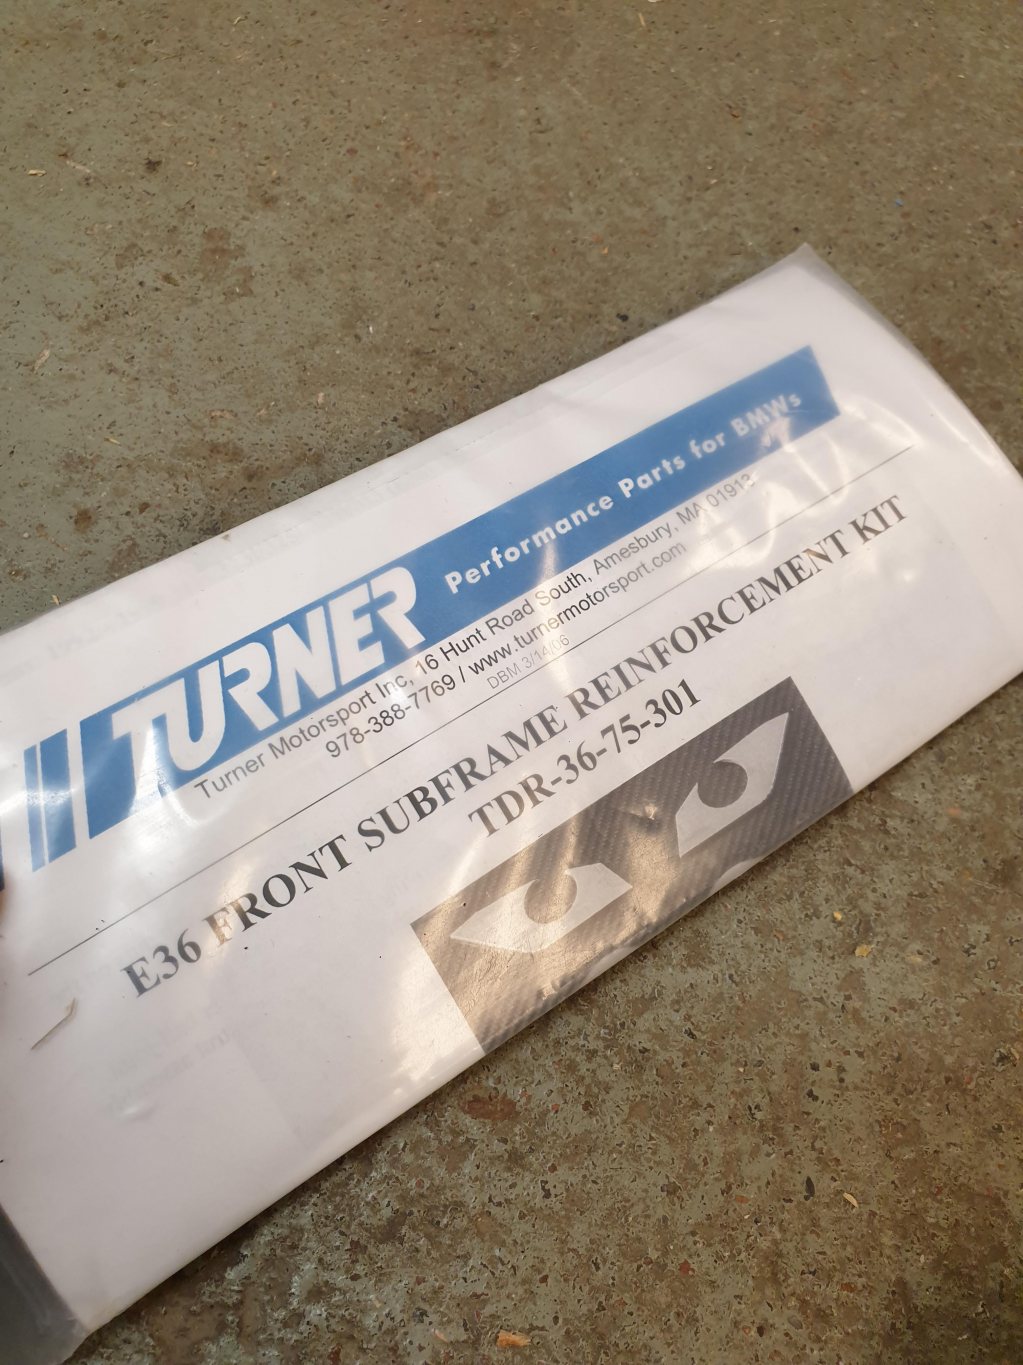 TURNER Performance Parts for BMWs
Turner Motorsport Inc, 16 Hunt Road South, Amesbury, MA 01913
978-388-7769 / www.turnermotorsport.com
DBM 3/14/06
E36 FRONT SUBFRAME REINFORCEMENT KIT
TDR-36-75-301